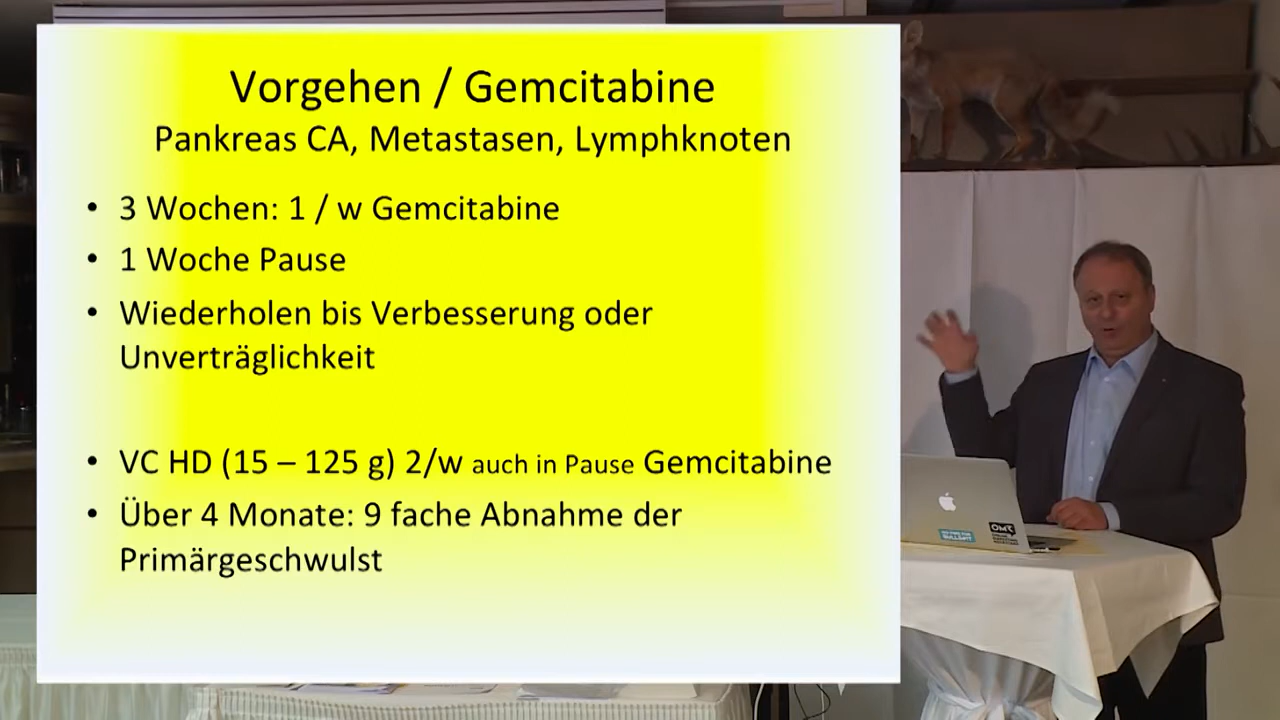 Vorgehen / Gemcitabine
Pankreas CA, Metastasen, Lymphknoten
• 3 Wochen: 1 / w Gemcitabine
• 1 Woche Pause
• Wiederholen bis Verbesserung oder
Unverträglichkeit
• VC HD (15 – 125 g) 2/w auch in Pause Gemcitabine
• Über 4 Monate: 9 fache Abnahme der
Primärgeschwulst
OMR